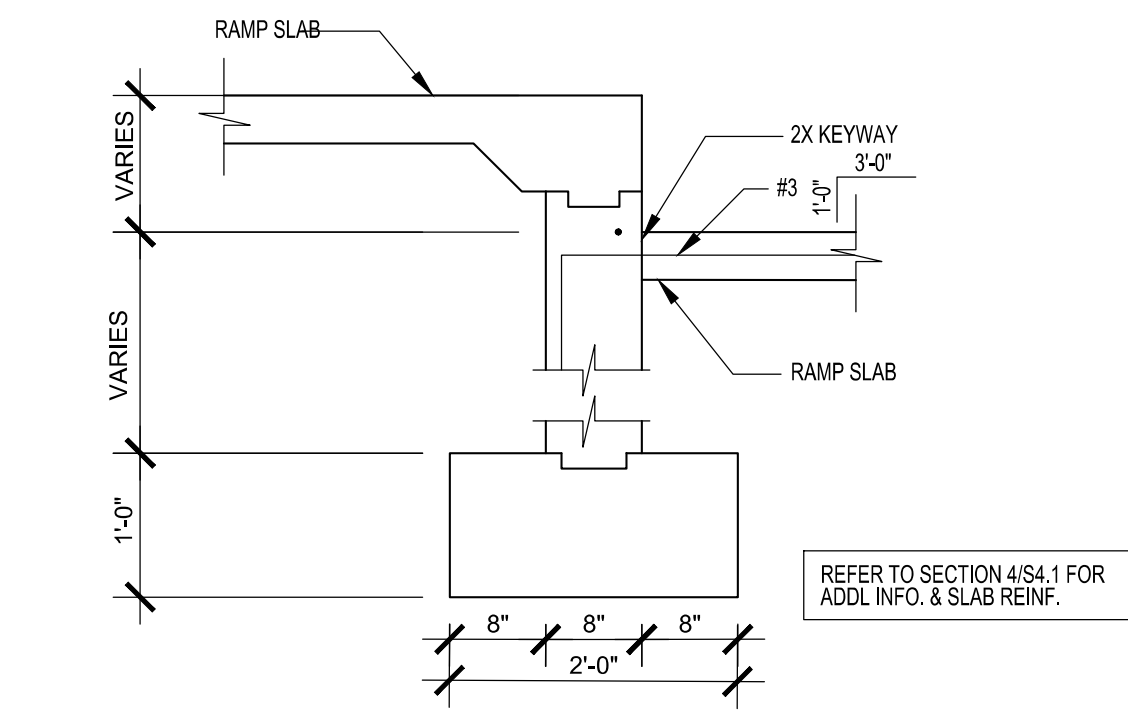 RAMP SLAB
VARIES
2X KEYWAY
3'-0"
#3
1'-0"
VARIES
RAMP SLAB
1'-0"
REFER TO SECTION 4/S4.1 FOR
ADDL INFO. & SLAB REINF.
8" 8" 8"
2'-0"